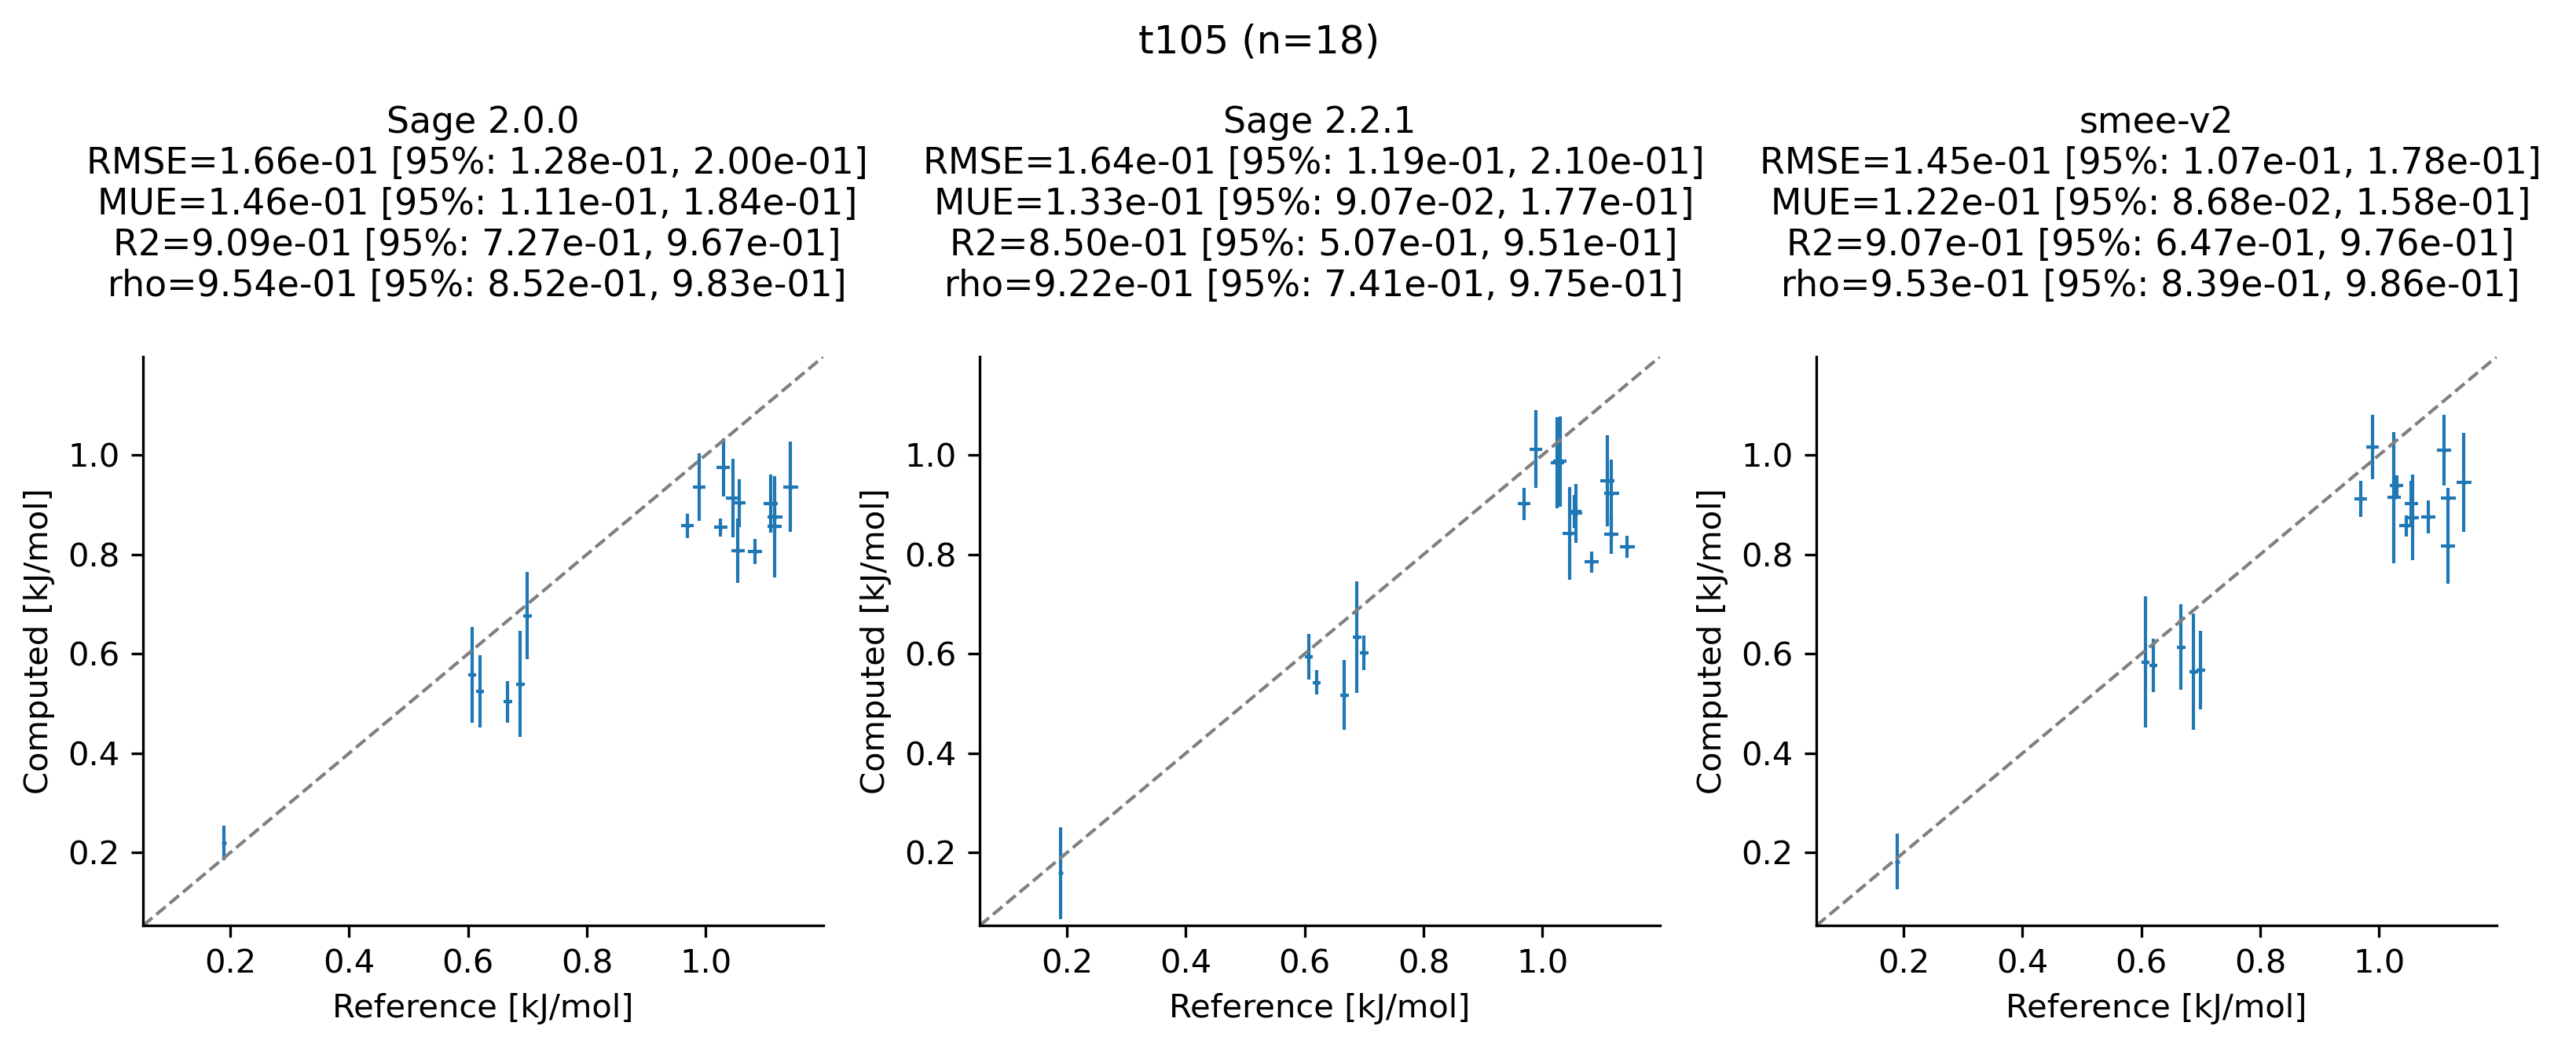 t105 (n=18)
Sage 2.0.0
RMSE=1.66e-01 [95%: 1.28e-01, 2.00e-01]
MUE=1.46e-01 [95%: 1.11e-01, 1.84e-01]
R2=9.09e-01 [95%: 7.27e-01, 9.67e-01]
rho=9.54e-01 [95%: 8.52e-01, 9.83e-01]
Computed [kJ/mol]
1.0
0.8
0.6
0.4
0.2
0.2 0.4 0.6 0.8 1.0
Reference [kJ/mol]
Sage 2.2.1
RMSE=1.64e-01 [95%: 1.19e-01, 2.10e-01]
MUE=1.33e-01 [95%: 9.07e-02, 1.77e-01]
R2=8.50e-01 [95%: 5.07e-01, 9.51e-01]
rho=9.22e-01 [95%: 7.41e-01, 9.75e-01]
Computed [kJ/mol]
1.0
0.8
0.6
0.4
0.2
0.2 0.4 0.6 0.8 1.0
Reference [kJ/mol]
smee-v2
RMSE=1.45e-01 [95%: 1.07e-01, 1.78e-01]
MUE=1.22e-01 [95%: 8.68e-02, 1.58e-01]
R2=9.07e-01 [95%: 6.47e-01, 9.76e-01]
rho=9.53e-01 [95%: 8.39e-01, 9.86e-01]
Computed [kJ/mol]
1.0
0.8
0.6
0.4
0.2
0.2 0.4 0.6 0.8 1.0
Reference [kJ/mol]